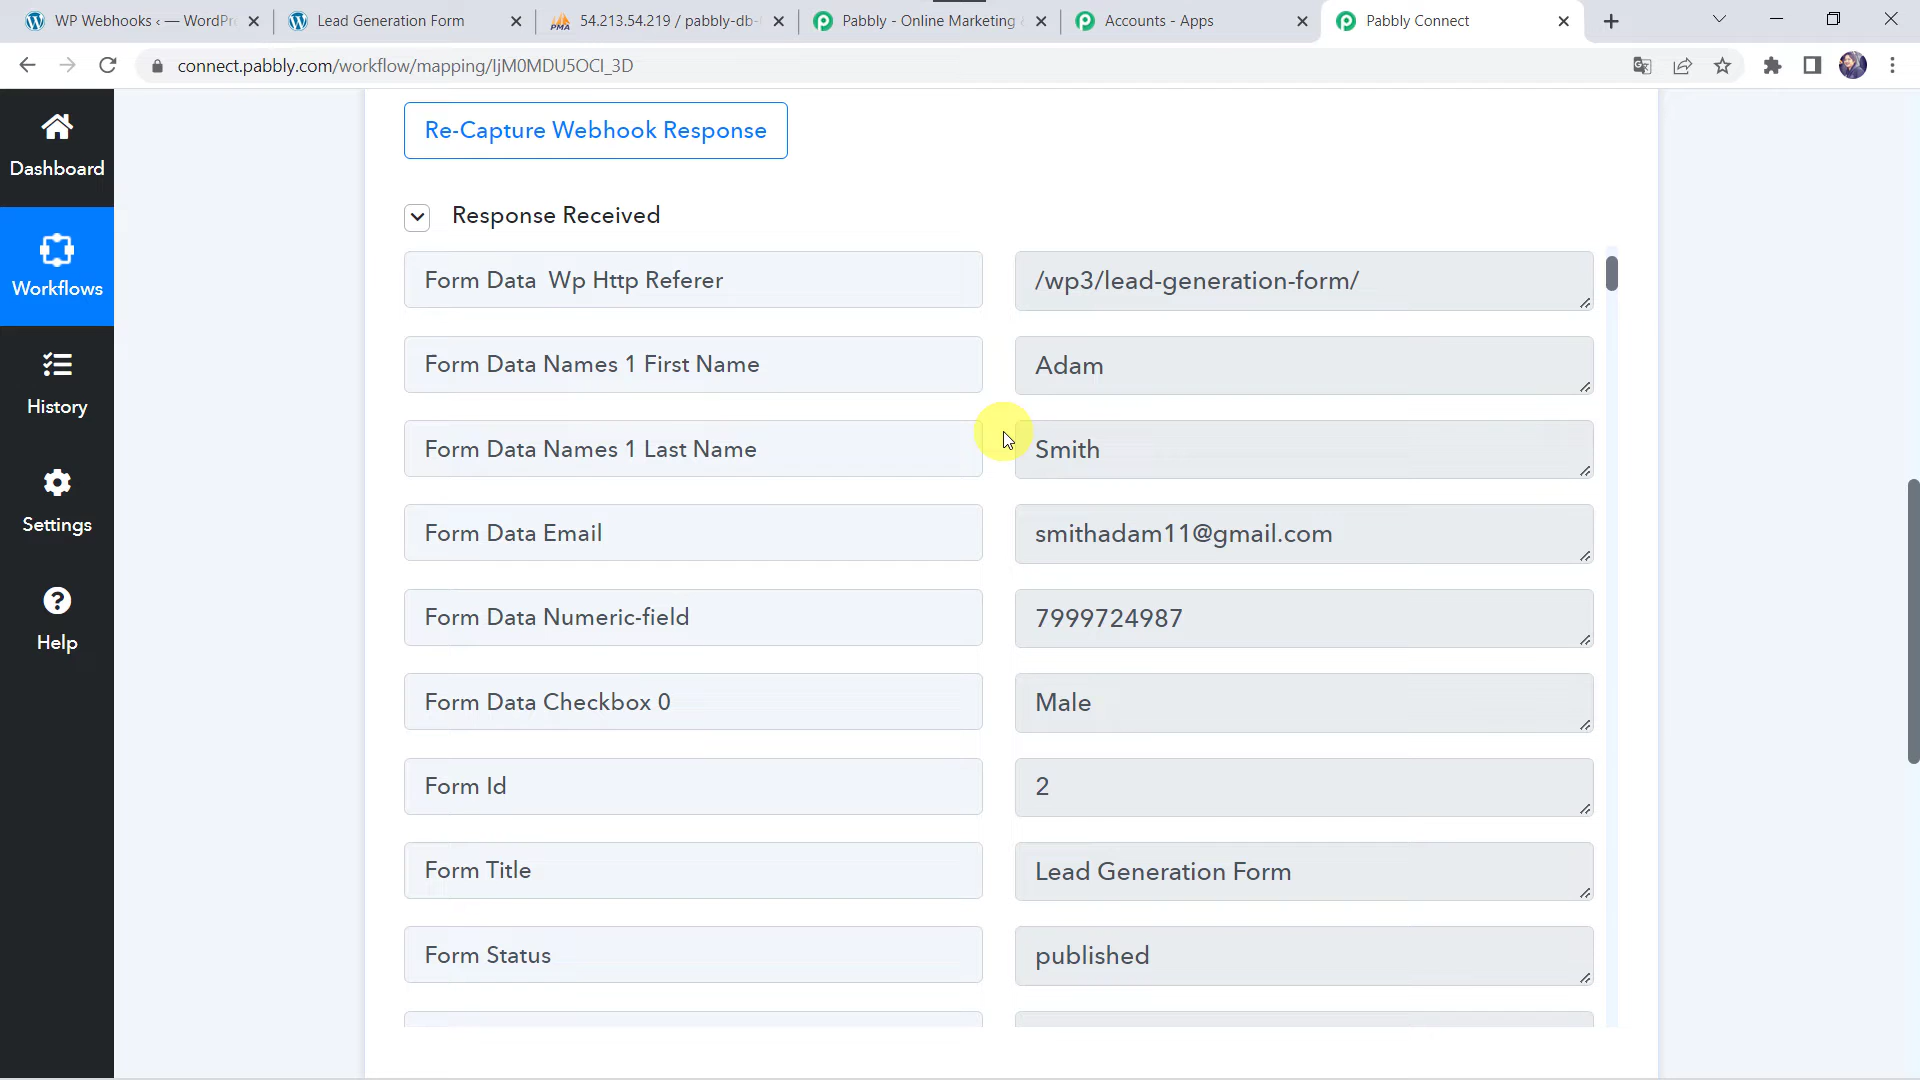 WP Webhooks ‹ — WordPr
Lead Generation Form
PMA
54.213.54.219 / pabbly-db-
Pabbly - Online Marketing
Accounts - Apps
Pabbly Connect
connect.pabbly.com/workflow/mapping/IjM0MDU5OCI_3D
Dashboard
Workflows
History
Settings
Help
Re-Capture Webhook Response
Response Received
Form Data  Wp Http Referer
/wp3/lead-generation-form/
Form Data Names 1 First Name
Adam
Form Data Names 1 Last Name
Smith
Form Data Email
smithadam11@gmail.com
Form Data Numeric-field
7999724987
Form Data Checkbox 0
Male
Form Id
2
Form Title
Lead Generation Form
Form Status
published